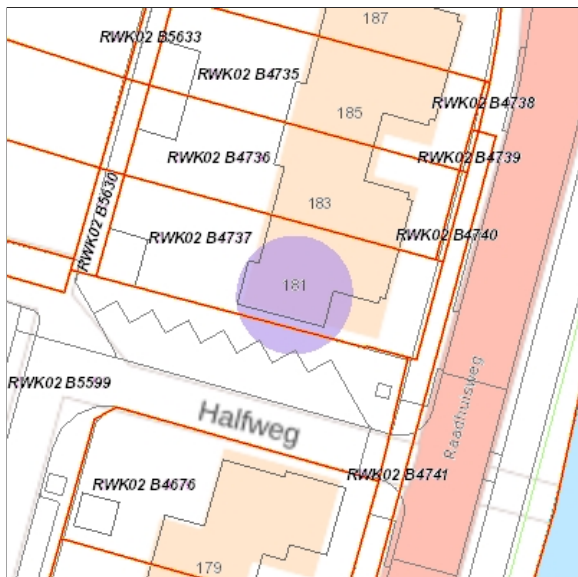 187
RWK02 B5633
RWK02 B4735
RWK02 B4738
185
RWK02 B4736
RWK02 B4739
RWK02 B5630
183
RWK02 B4737
RWK02 B4740
181
RWK02 B5599
Raadhuisweg
Halfweg
RWK02 B4741
RWK02 B4676
179